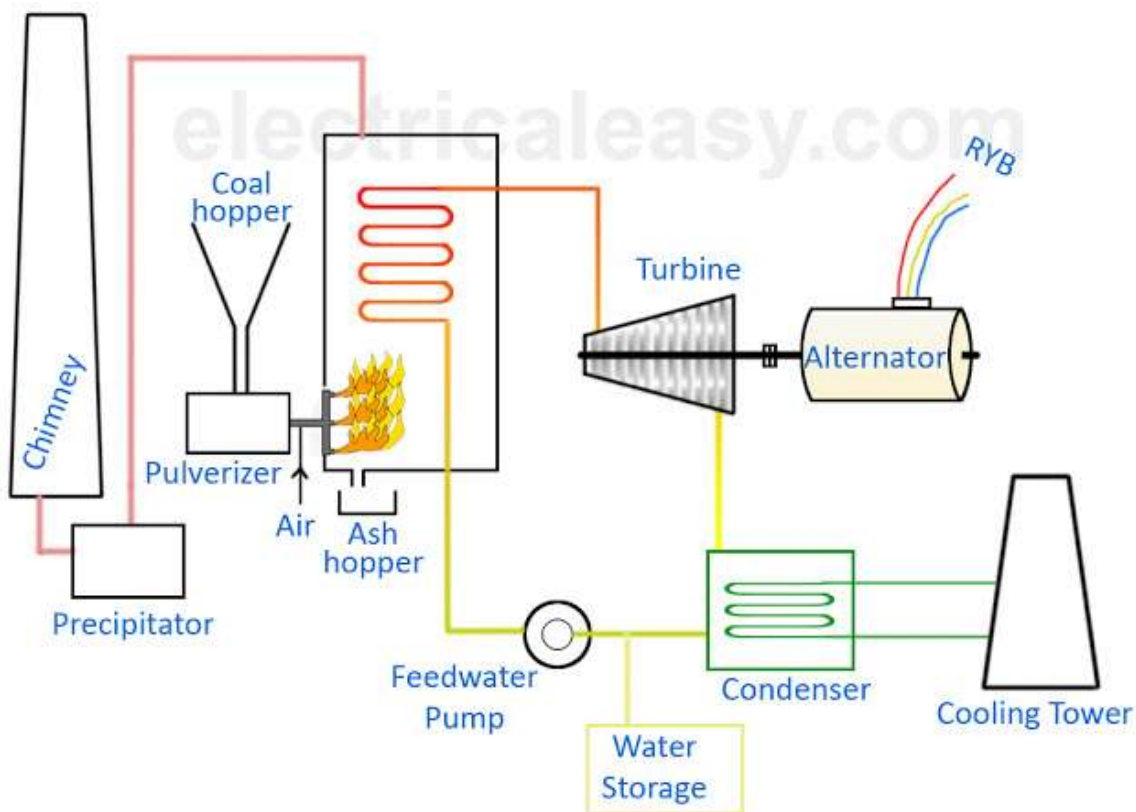 electricaleasy.com
RYB
Coal
hopper
Turbine
Alternator
Chimney
Pulverizer
Air
Ash
hopper
Precipitator
Feedwater
Pump
Condenser
Cooling Tower
Water
Storage